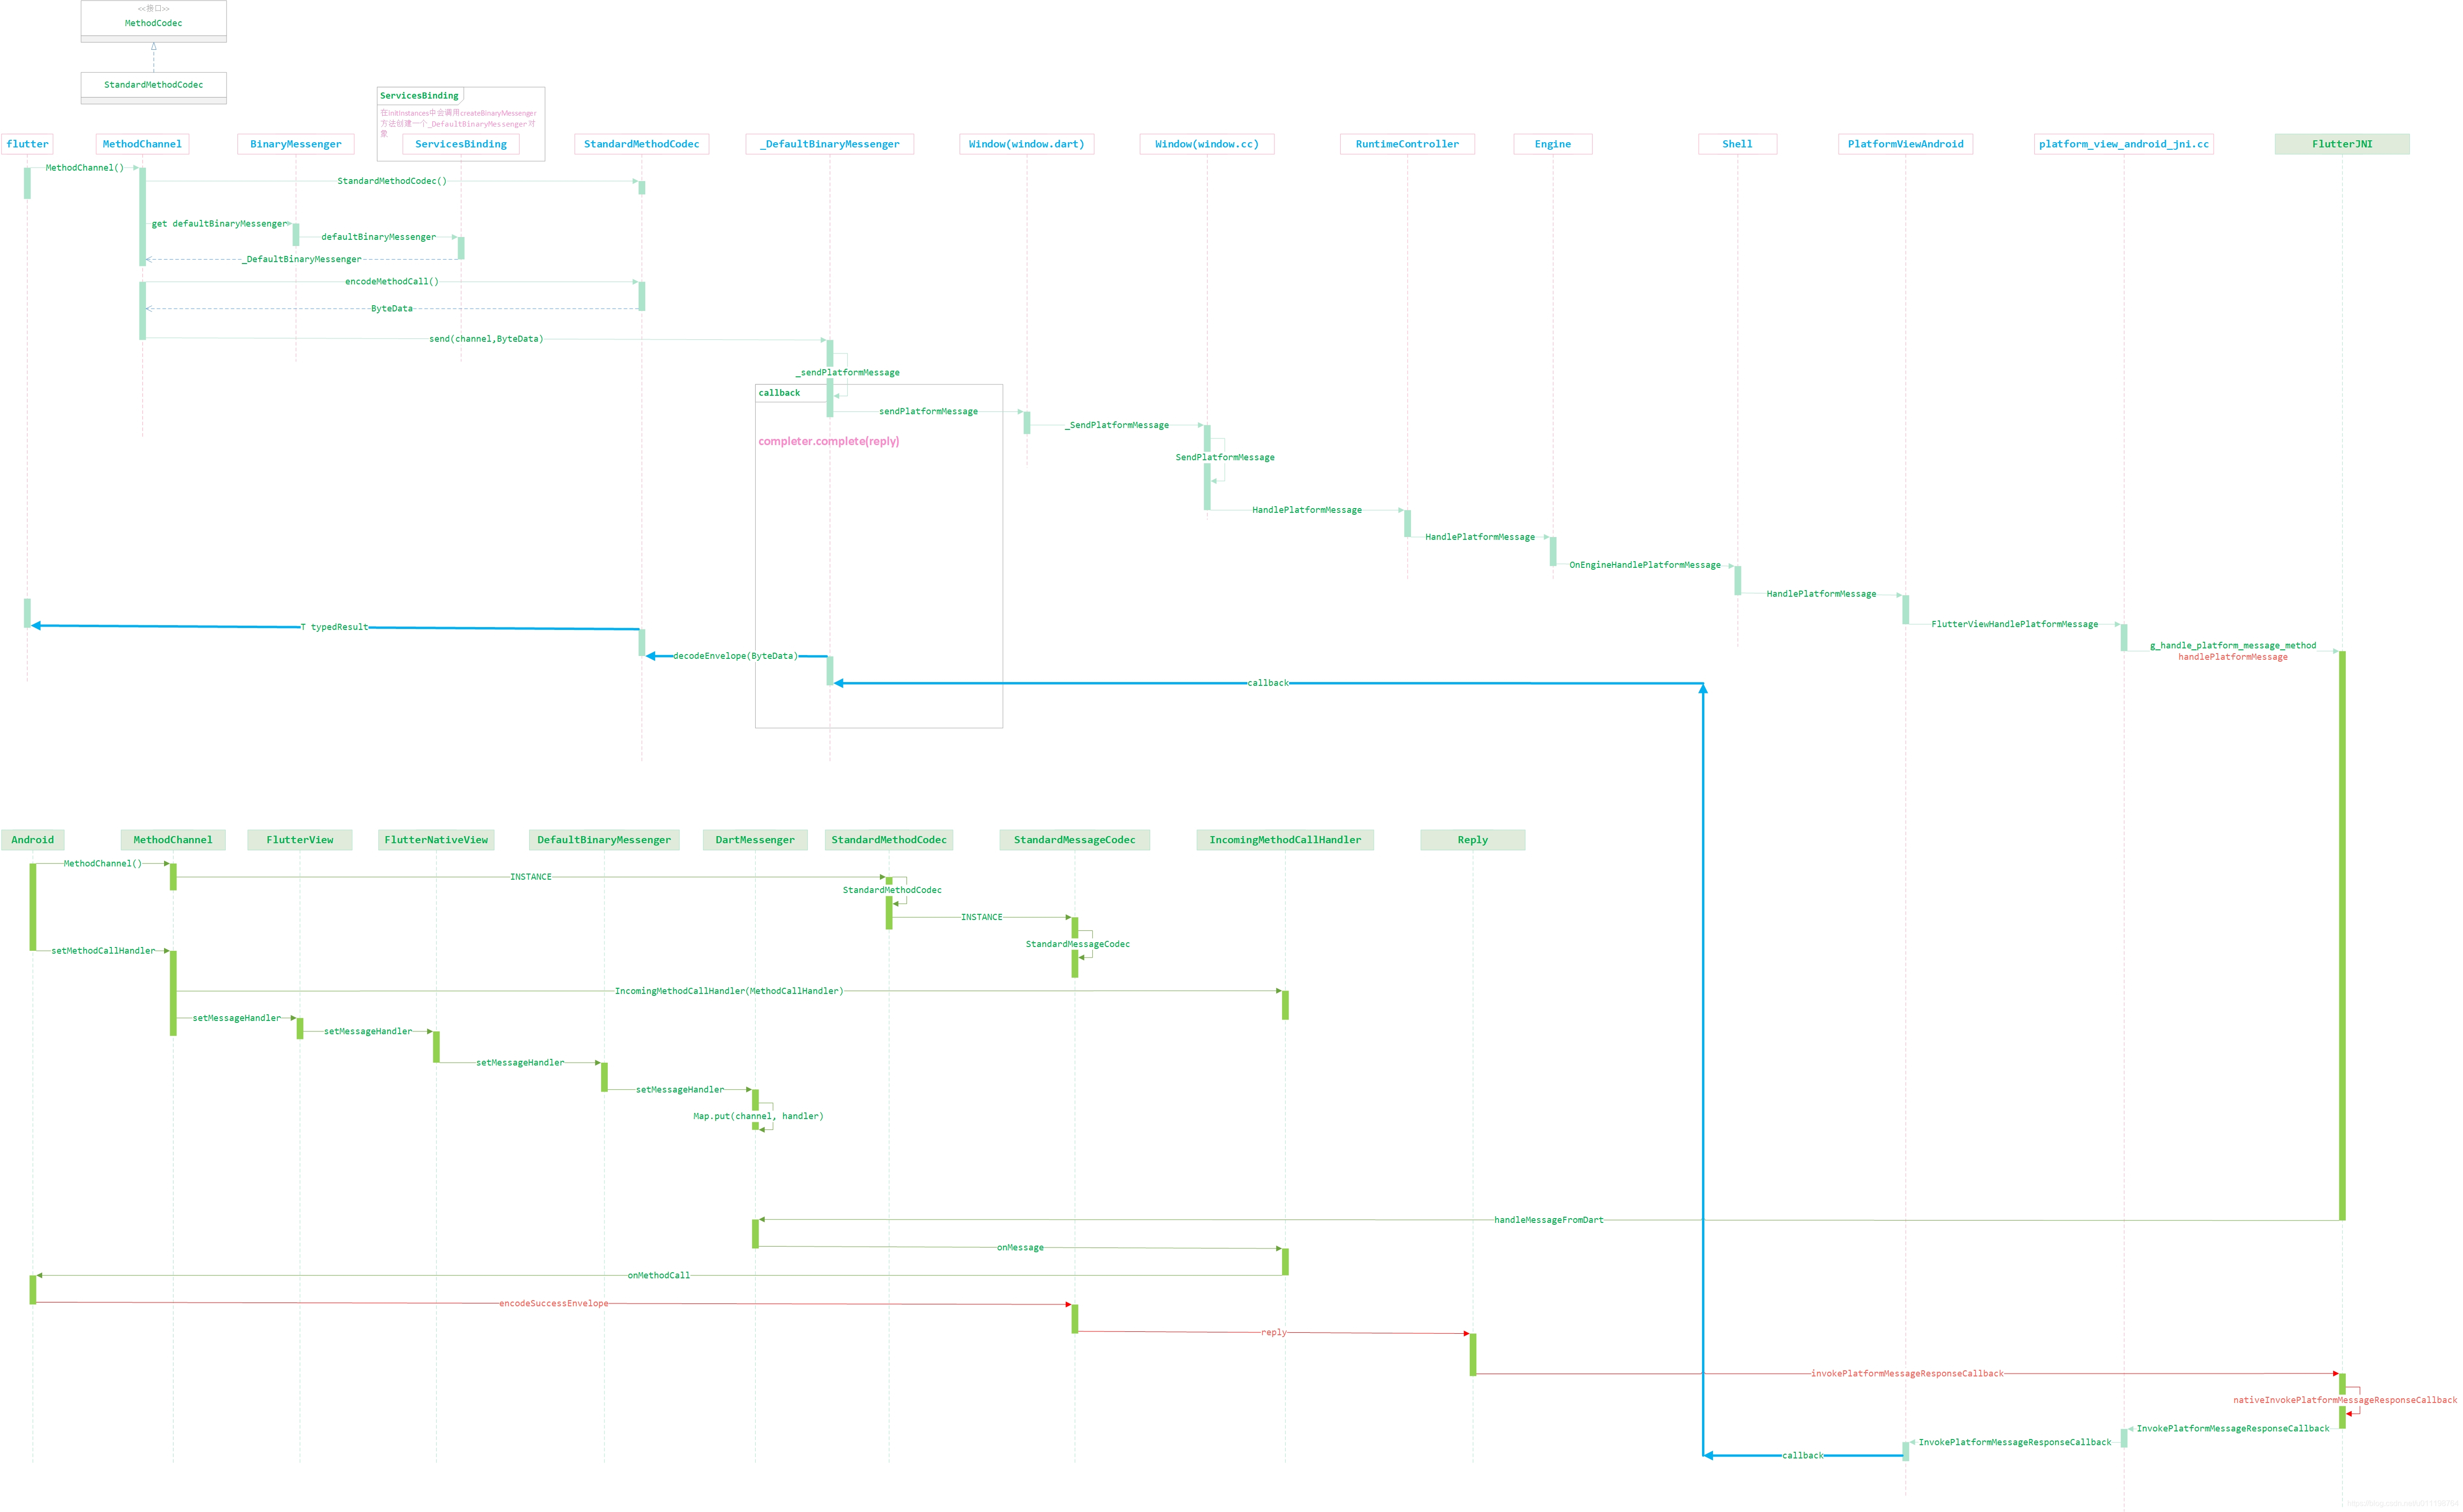 <<接口>>
MethodCodec
StandardMethodCodec
ServicesBinding
在initInstances中会调用createBinaryMessenger
方法创建一个_DefaultBinaryMessenger对
象
flutter
MethodChannel
BinaryMessenger
ServicesBinding
StandardMethodCodec
_DefaultBinaryMessenger
Window(window.dart)
Window(window.cc)
RuntimeController
Engine
Shell
PlatformViewAndroid
platform_view_android_jni.cc
FlutterJNI
MethodChannel()
StandardMethodCodec()
get defaultBinaryMessenger
defaultBinaryMessenger
_DefaultBinaryMessenger
encodeMethodCall()
ByteData
send(channel,ByteData)
_sendPlatformMessage
callback
sendPlatformMessage
_SendPlatformMessage
completer.complete(reply)
SendPlatformMessage
HandlePlatformMessage
HandlePlatformMessage
OnEngineHandlePlatformMessage
HandlePlatformMessage
FlutterViewHandlePlatformMessage
T typedResult
g_handle_platform_message_method
handlePlatformMessage
decodeEnvelope(ByteData)
callback
Android
MethodChannel
FlutterView
FlutterNativeView
DefaultBinaryMessenger
DartMessenger
StandardMethodCodec
StandardMessageCodec
IncomingMethodCallHandler
Reply
MethodChannel()
INSTANCE
StandardMethodCodec
INSTANCE
StandardMessageCodec
setMethodCallHandler
IncomingMethodCallHandler(MethodCallHandler)
setMessageHandler
setMessageHandler
setMessageHandler
setMessageHandler
Map.put(channel, handler)
handleMessageFromDart
onMessage
onMethodCall
encodeSuccessEnvelope
reply
invokePlatformMessageResponseCallback
nativeInvokePlatformMessageResponseCallback
InvokePlatformMessageResponseCallback
InvokePlatformMessageResponseCallback
callback